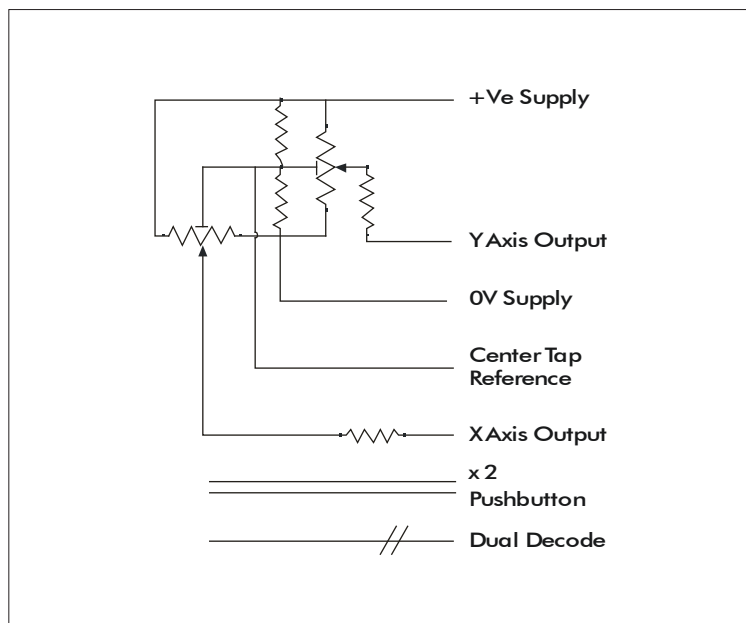 +Ve Supply
Y Axis Output
0V Supply
Center Tap
Reference
X Axis Output
x 2
Pushbutton
Dual Decode